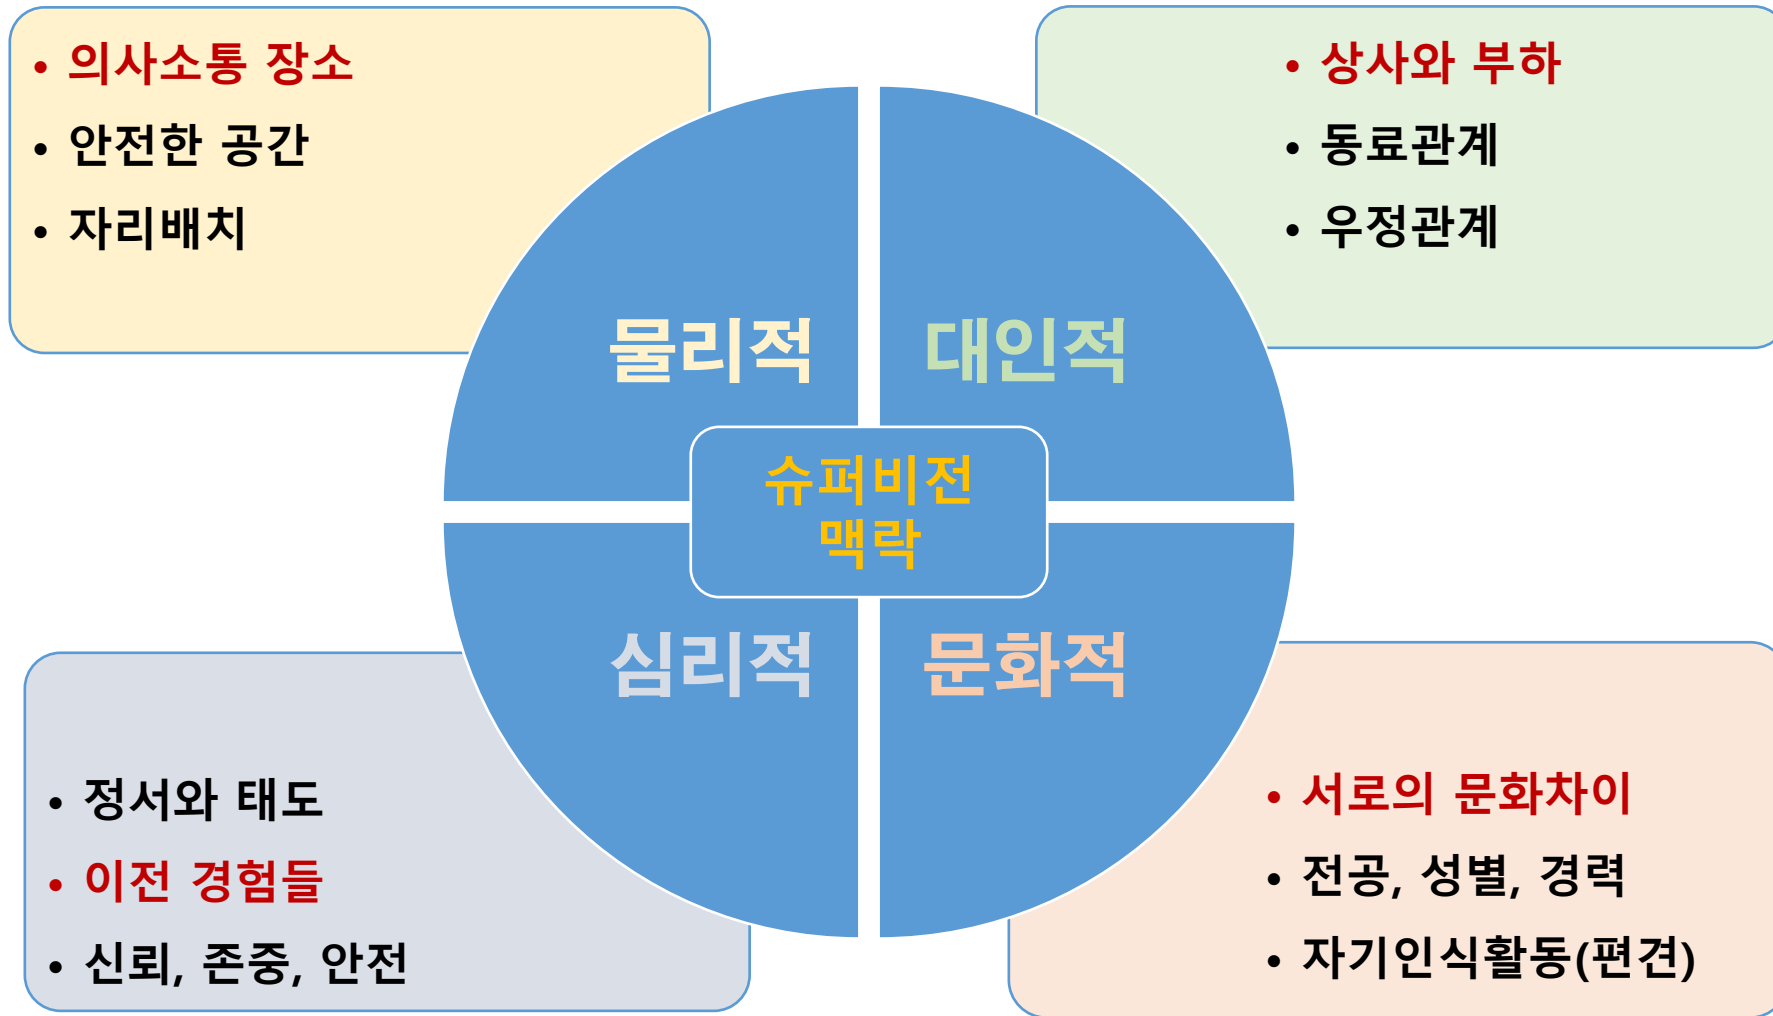 • 의사소통 장소
• 안전한 공간
• 자리배치
• 상사와 부하
• 동료관계
• 우정관계
물리적
대인적
슈퍼비전
맥락
심리적
문화적
• 정서와 태도
• 이전 경험들
• 신뢰, 존중, 안전
• 서로의 문화차이
• 전공, 성별, 경력
• 자기인식활동(편견)